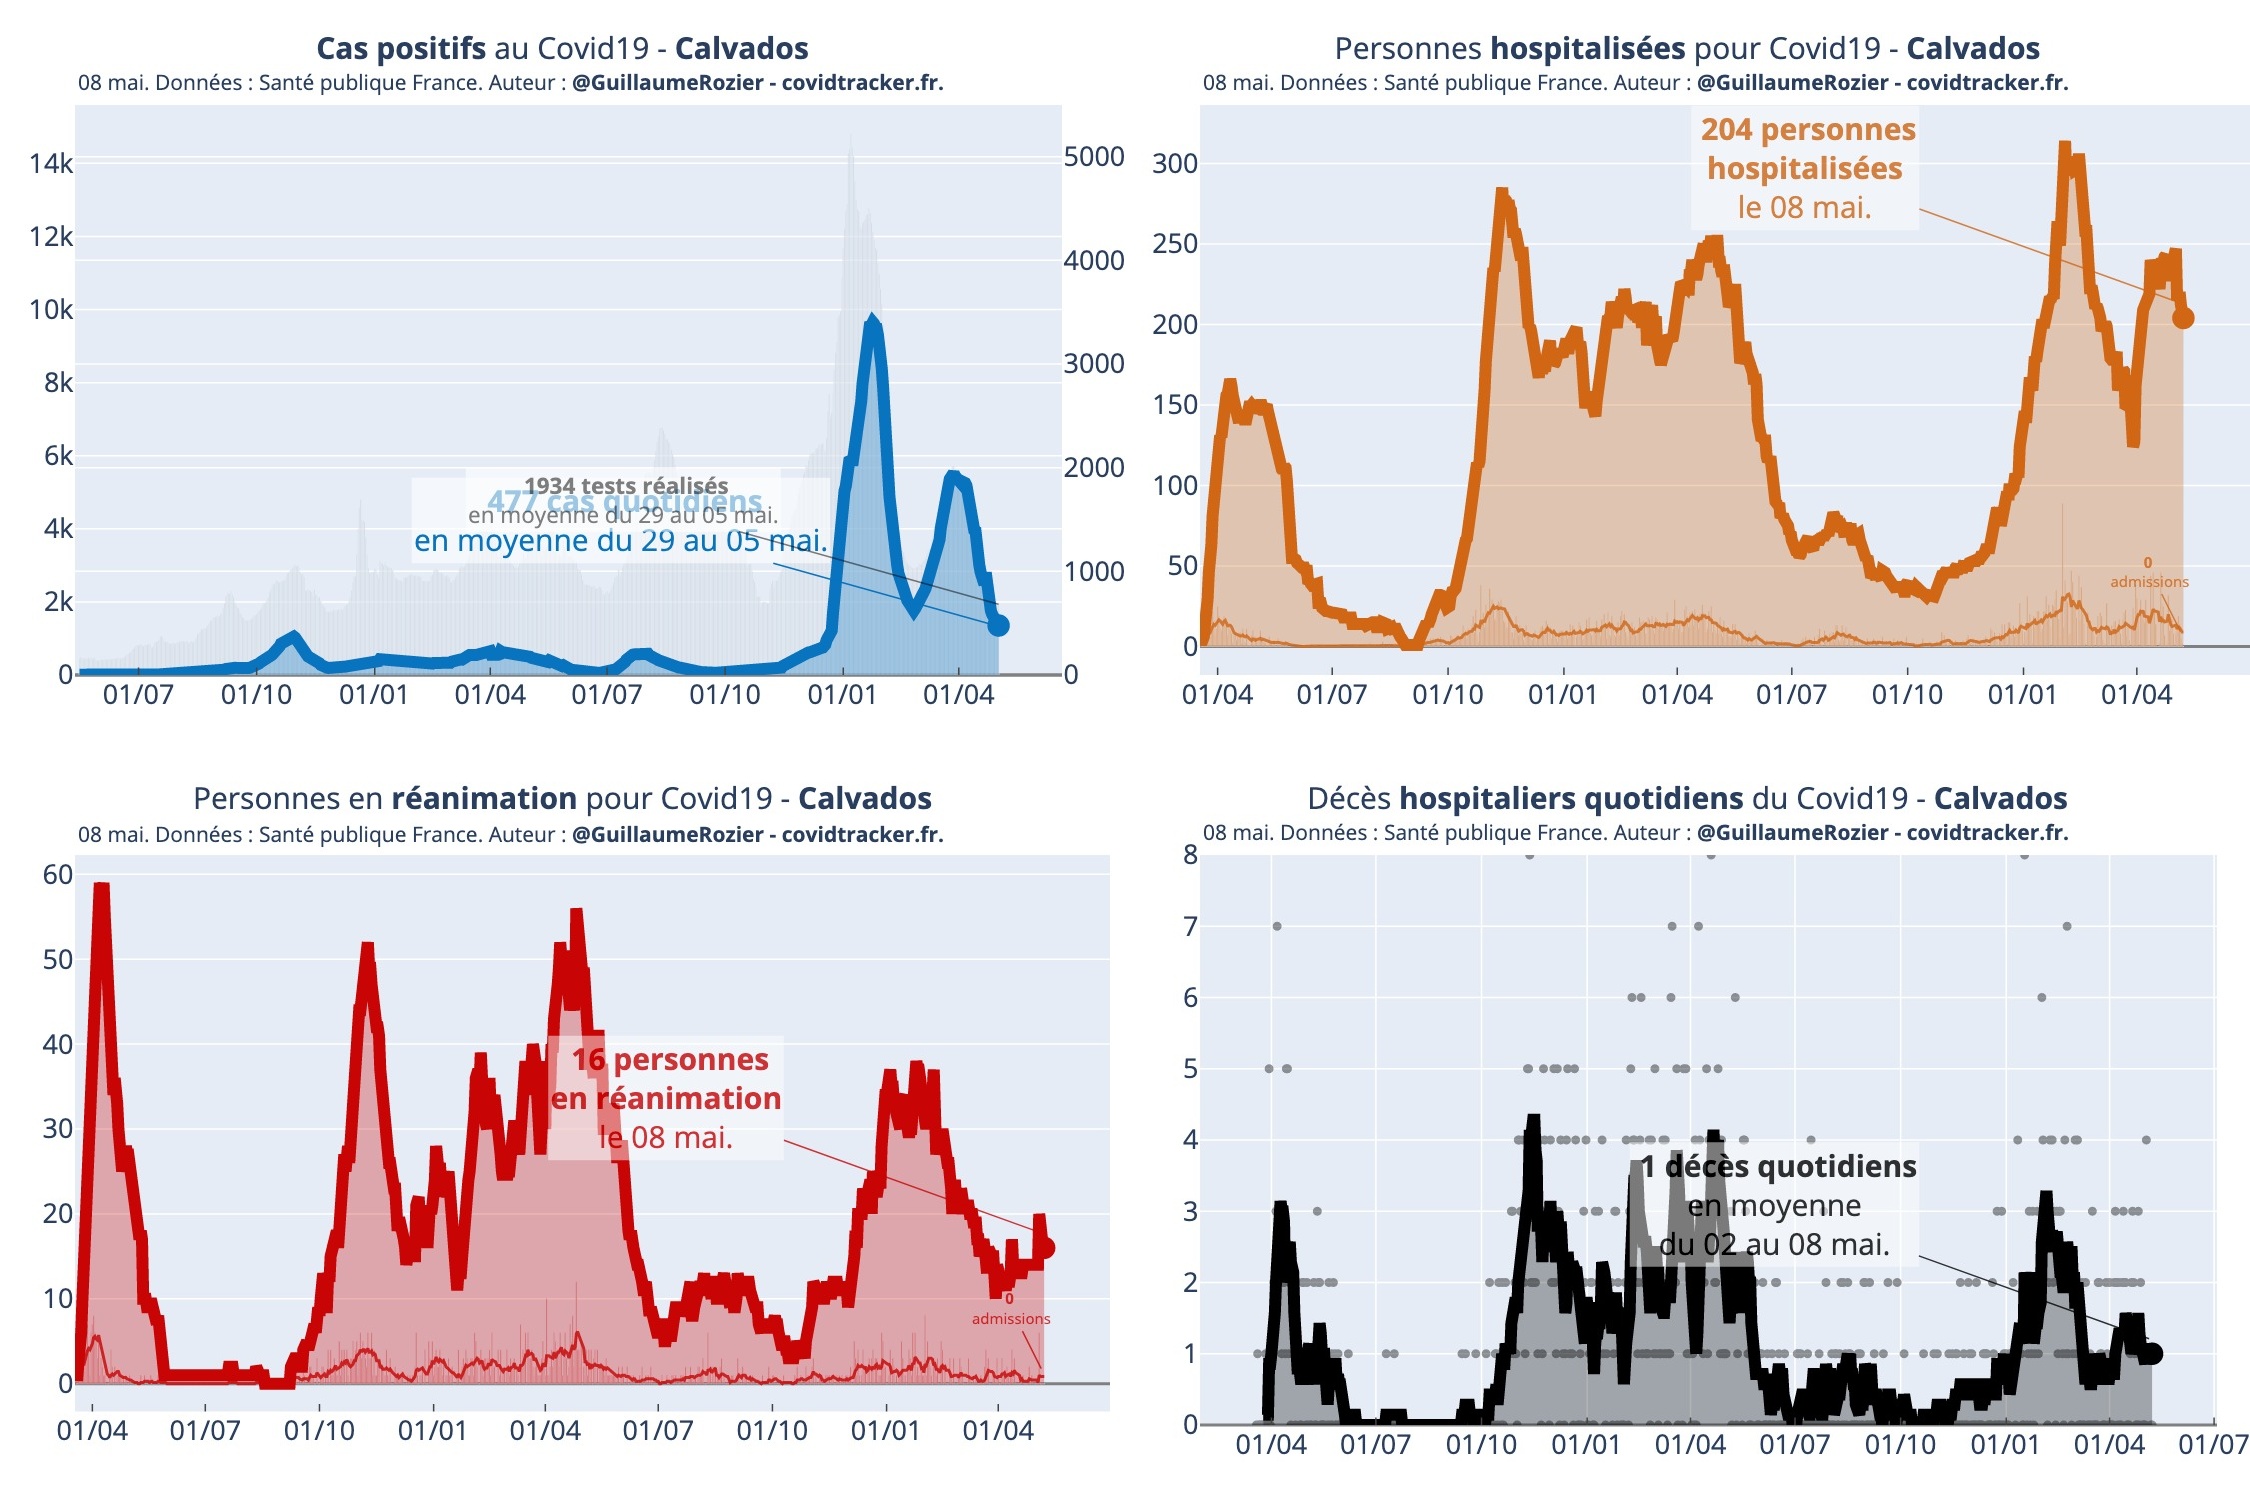 Cas positifs au Covid19 - Calvados
08 mai. Données : Santé publique France. Auteur : @GuillaumeRozier - covidtracker.fr.
14k
12k
10k
8k
6k
4k
2k
0
5000
4000
3000
2000
1000
0
1934 tests réalisés
477 cas quotidiens
en moyenne du 29 au 05 mai.
en moyenne du 29 au 05 mai.
01/07 01/10 01/01 01/04 01/07 01/10 01/01 01/04
Personnes hospitalisées pour Covid19 - Calvados
08 mai. Données : Santé publique France. Auteur : @GuillaumeRozier - covidtracker.fr.
204 personnes
hospitalisées
le 08 mai.
300
250
200
150
100
50
0
0
admissions
01/04 01/07 01/10 01/01 01/04 01/07 01/10 01/01 01/04
Personnes en réanimation pour Covid19 - Calvados
08 mai. Données : Santé publique France. Auteur : @GuillaumeRozier - covidtracker.fr.
60
50
40
30
20
10
0
16 personnes
en réanimation
le 08 mai.
0
admissions
01/04 01/07 01/10 01/01 01/04 01/07 01/10 01/01 01/04
Décès hospitaliers quotidiens du Covid19 - Calvados
08 mai. Données : Santé publique France. Auteur : @GuillaumeRozier - covidtracker.fr.
8
7
6
5
4
3
2
1
0
1 décès quotidiens
en moyenne
du 02 au 08 mai.
01/04 01/07 01/10 01/01 01/04 01/07 01/10 01/01 01/04 01/07